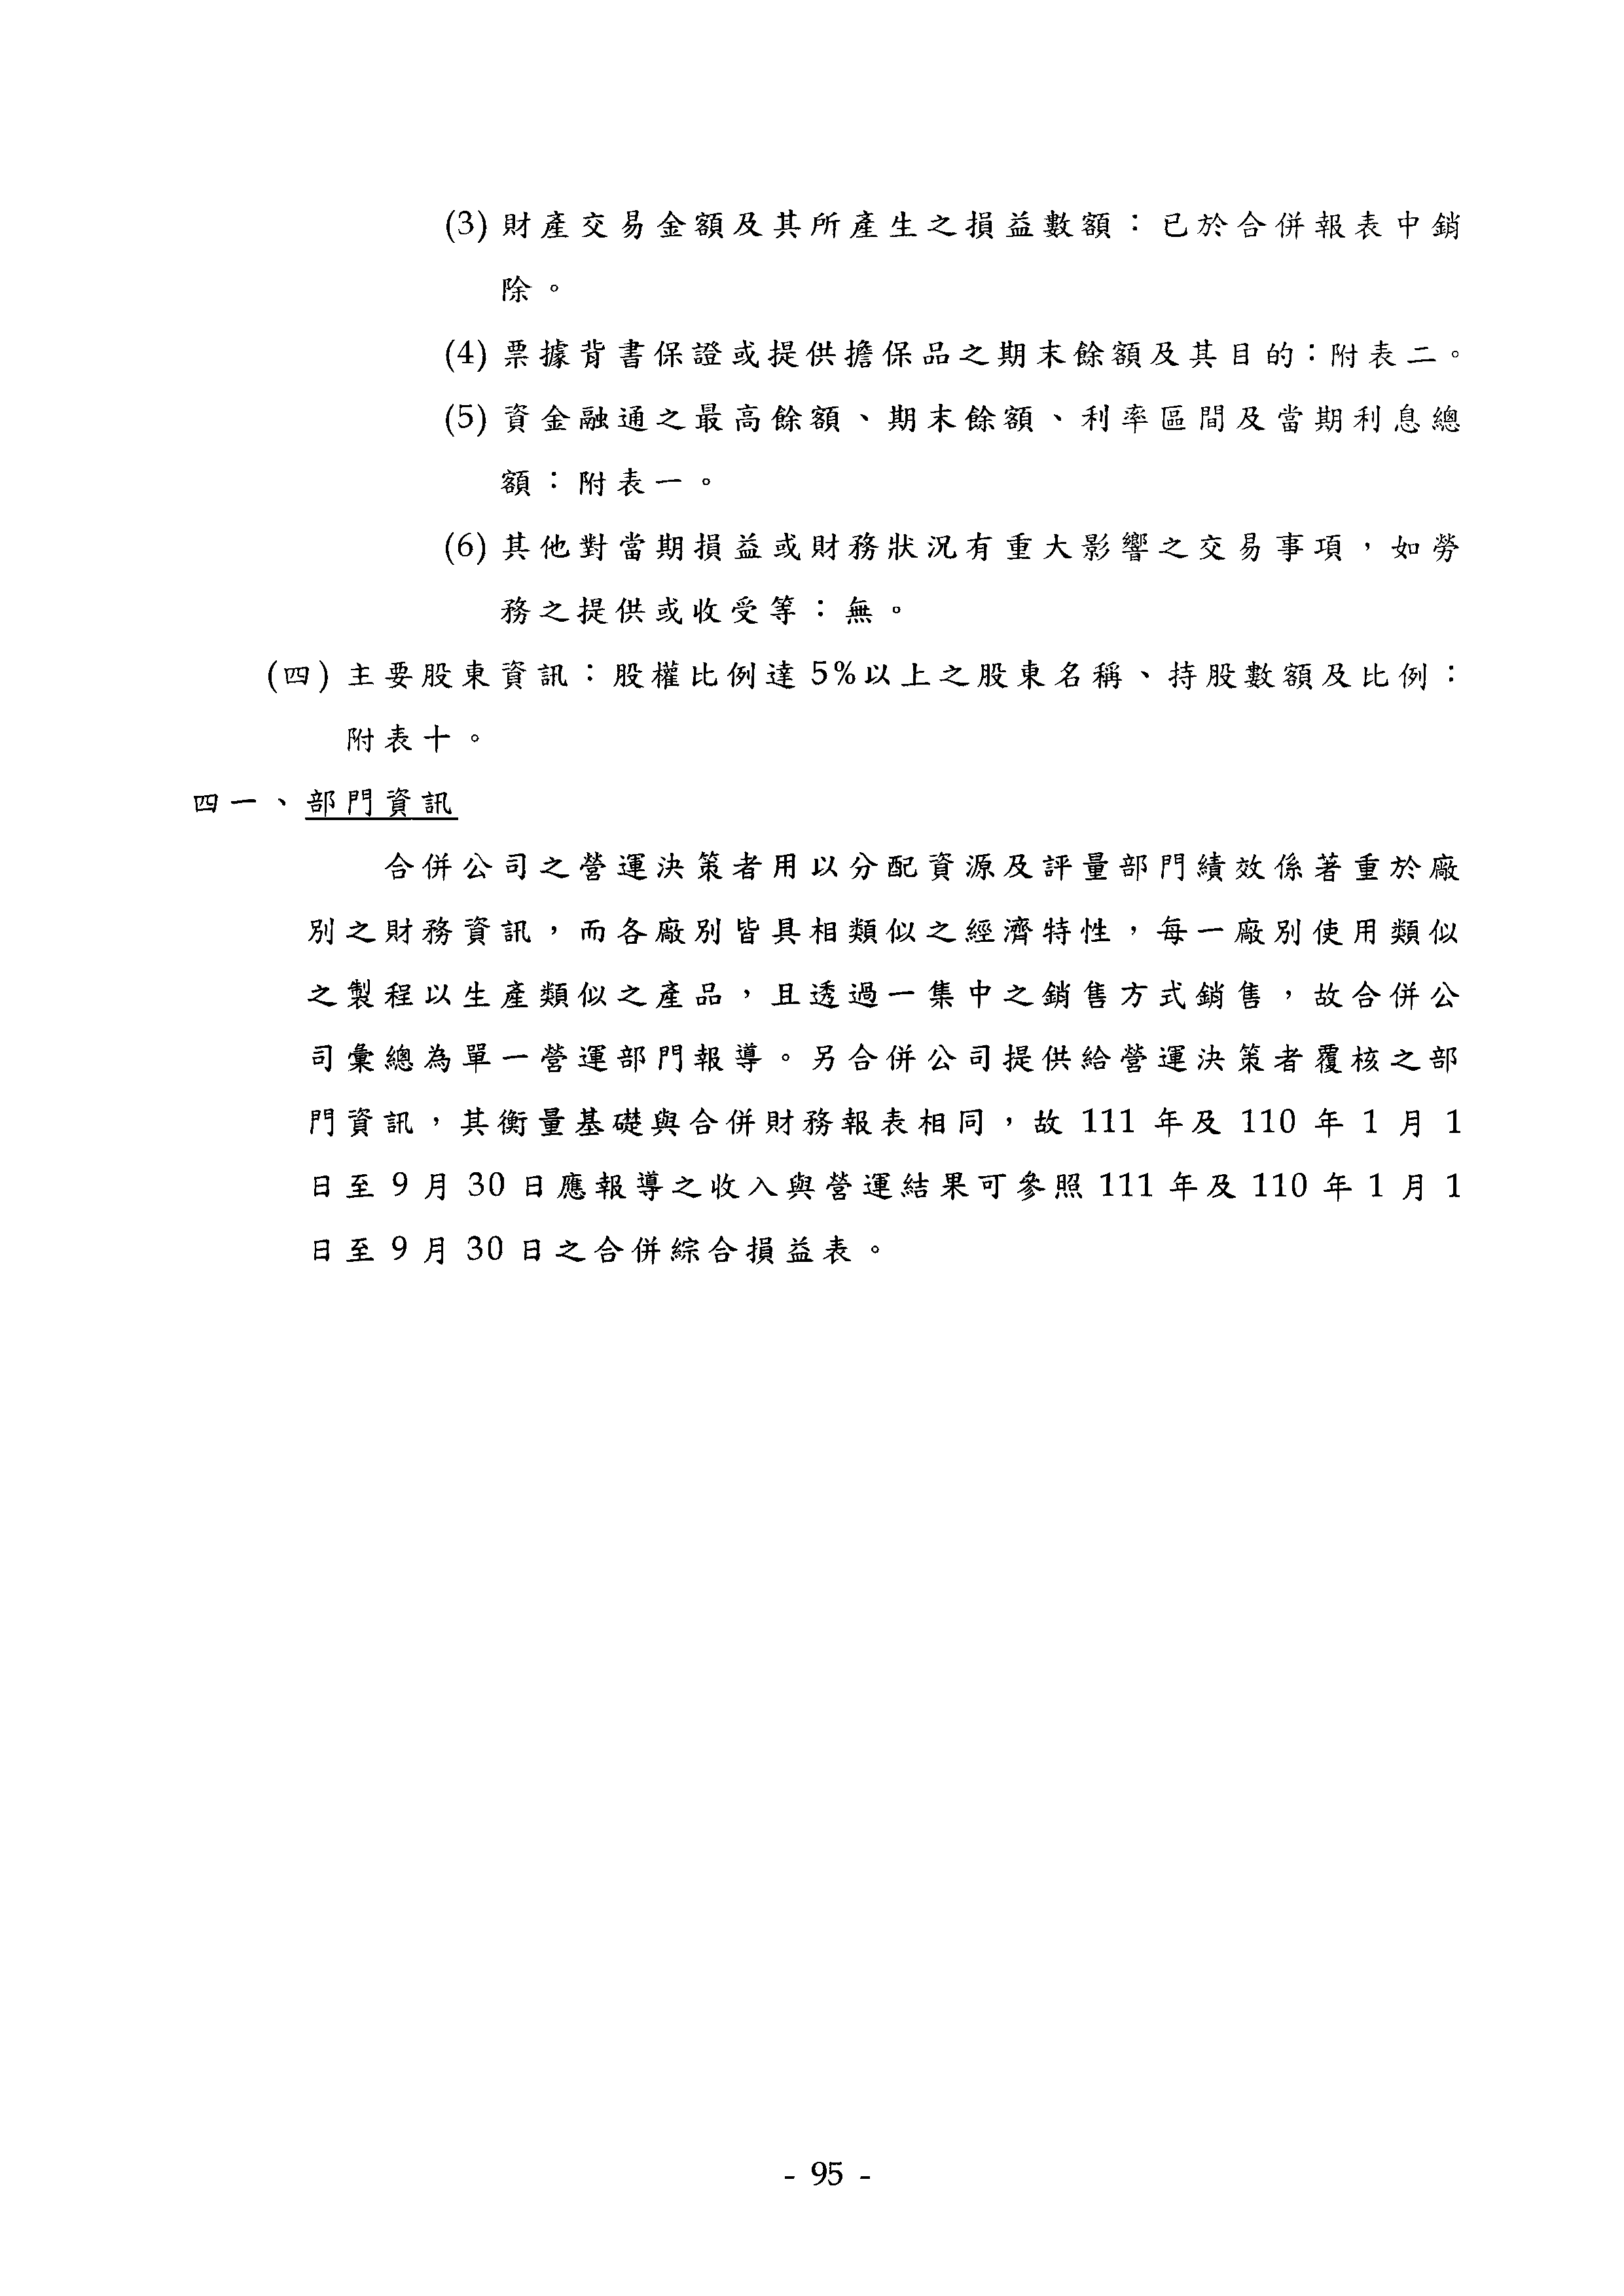 (3) 財產交易金額及其所產生之損益數額：已於合併報表中銷
除。
(4) 票據背書保證或提供擔保品之期末餘額及其目的：附表二。
(5) 資金融通之最高餘額、期末餘額、利率區間及當期利息總
額：附表一。
(6) 其他對當期損益或財務狀況有重大影響之交易事項，如勞
務之提供或收受等：無。
(四) 主要股東資訊：股權比例達 5%以上之股東名稱、持股數額及比例：
附表十。
四一、部門資訊
合併公司之營運決策者用以分配資源及評量部門績效係著重於廠
別之財務資訊，而各廠別皆具相類似之經濟特性，每一廠別使用類似
之製程以生產類似之產品，且透過一集中之銷售方式銷售，故合併公
司彙總為單一營運部門報導。另合併公司提供給營運決策者覆核之部
門資訊，其衡量基礎與合併財務報表相同，故 111 年及 110 年 1 月 1
日至 9 月 30 日應報導之收入與營運結果可參照 111 年及 110 年 1 月 1
日至 9 月 30 日之合併綜合損益表。
- 95 -